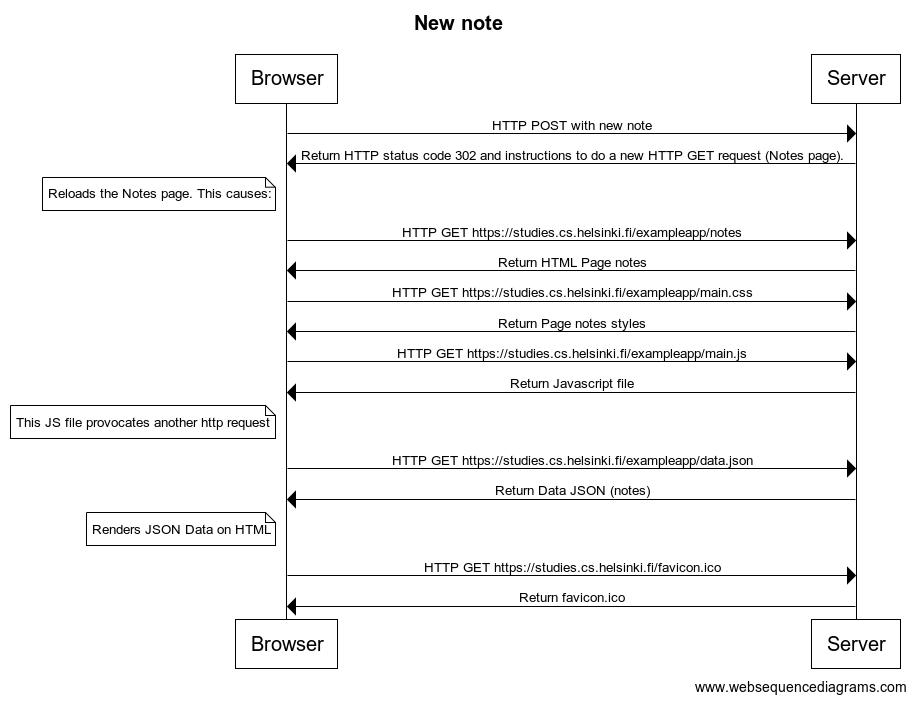 New note
Browser
Server
HTTP POST with new note
Return HTTP status code 302 and instructions to do a new HTTP GET request (Notes page).
Reloads the Notes page. This causes:
HTTP GET https://studies.cs.helsinki.fi/exampleapp/notes
Return HTML Page notes
HTTP GET https://studies.cs.helsinki.fi/exampleapp/main.css
Return Page notes styles
HTTP GET https://studies.cs.helsinki.fi/exampleapp/main.js
Return Javascript file
This JS file provocates another http request
HTTP GET https://studies.cs.helsinki.fi/exampleapp/data.json
Return Data JSON (notes)
Renders JSON Data on HTML
HTTP GET https://studies.cs.helsinki.fi/favicon.ico
Return favicon.ico
Browser
Server
www.websequencediagrams.com